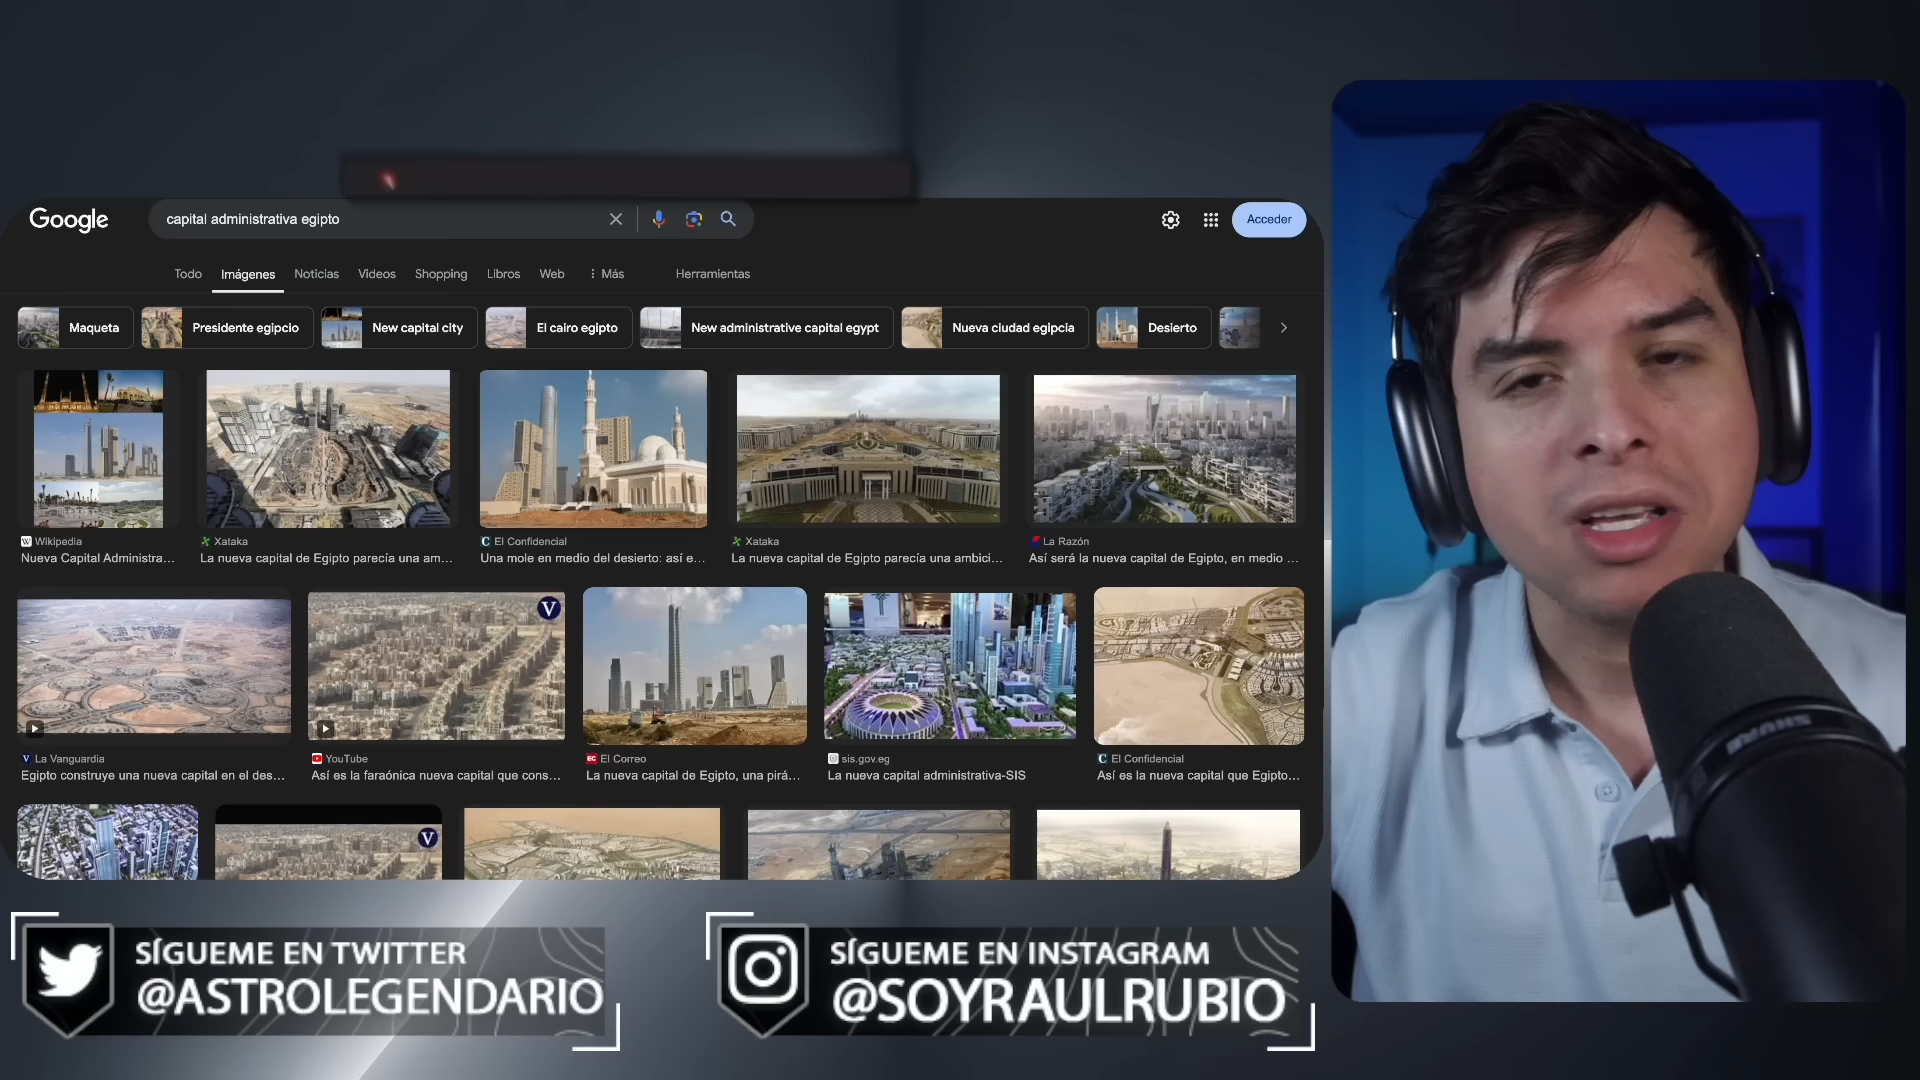 Google
capital administrativa egipto
Acceder
Todo
Imágenes
Noticias
Videos
Shopping
Libros
Web
Más
Herramientas
Maqueta
Presidente egipcio
New capital city
El cairo egipto
New administrative capital egypt
Nueva ciudad egipcia
Desierto
Wikipedia
Nueva Capital Administra...
Xataka
La nueva capital de Egipto parecía una am...
El Confidencial
Una mole en medio del desierto: así e...
Xataka
La nueva capital de Egipto parecía una ambici...
La Razón
Así será la nueva capital de Egipto, en medio ...
V
La Vanguardia
Egipto construye una nueva capital en el des...
YouTube
Así es la faraónica nueva capital que cons...
EC El Correo
La nueva capital de Egipto, una pirá...
sis.gov.eg
La nueva capital administrativa-SIS
El Confidencial
Así es la nueva capital que Egipto...
V
SHURE
SÍGUEME EN TWITTER
@ASTROLEGENDARIO
SÍGUEME EN INSTAGRAM
@SOYRAULRUBIO